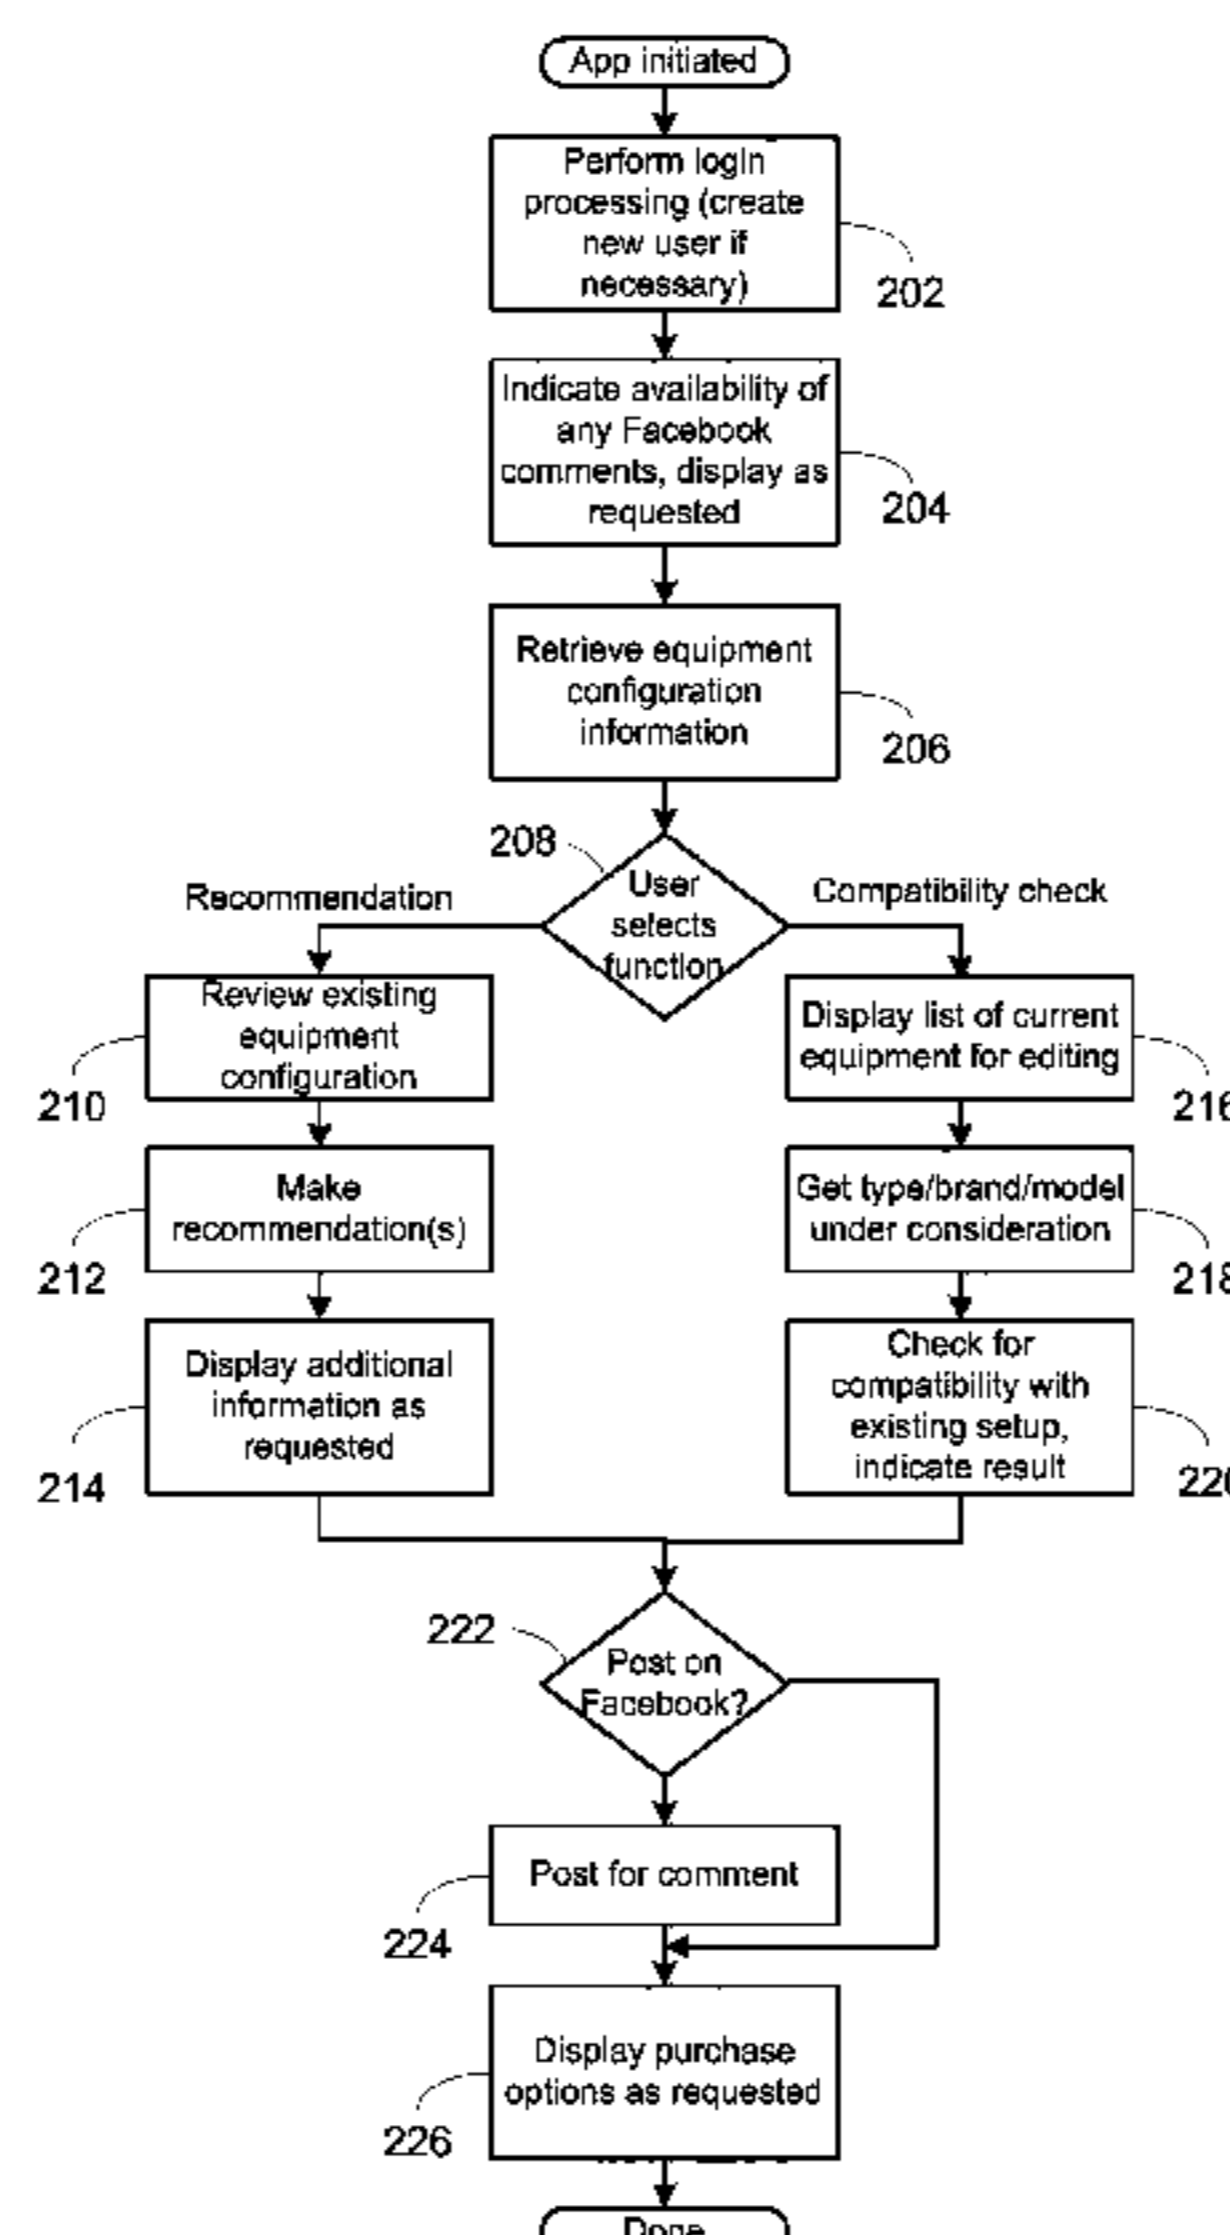 App initiated
Perform login
processing (create
new user if
necessary)
202
Indicate availability of
any Facebook
comments, display as
requested
204
Retrieve equipment
configuration
information
206
208
User
selects
function
Recommendation
Compatibility check
Review existing
equipment
configuration
210
Make
recommendation(s)
212
Display additional
information as
requested
214
Display list of current
equipment for editing
216
Get type/brand/model
under consideration
218
Check for
compatibility with
existing setup,
indicate result
220
222
Post on
Facebook?
Post for comment
224
Display purchase
options as requested
226
Done